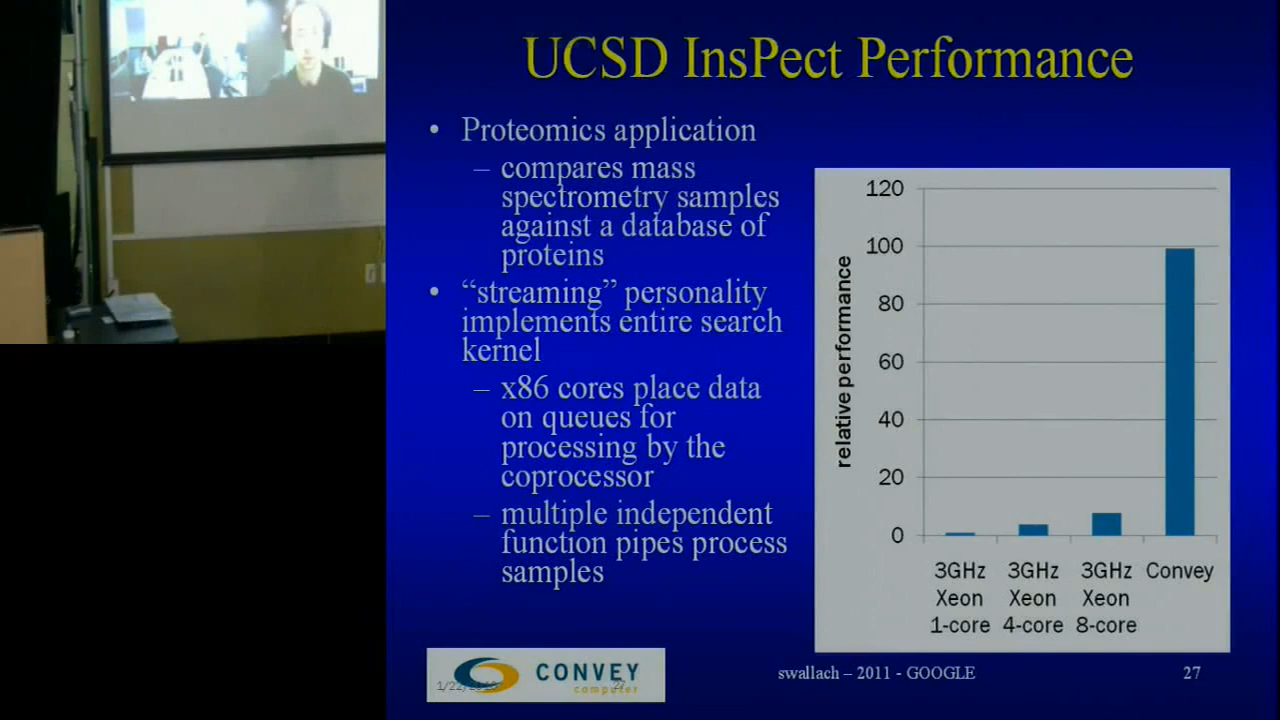 UCSD InsPect Performance
• Proteomics application
– compares mass
spectrometry samples
against a database of
proteins
• “streaming” personality
implements entire search
kernel
– x86 cores place data
on queues for
processing by the
coprocessor
– multiple independent
function pipes process
samples
relative performance
120
100
80
60
40
20
0
3GHz
Xeon
1-core
3GHz
Xeon
4-core
3GHz
Xeon
8-core
Convey
CONVEY
computer
27
swallach – 2011 - GOOGLE
27